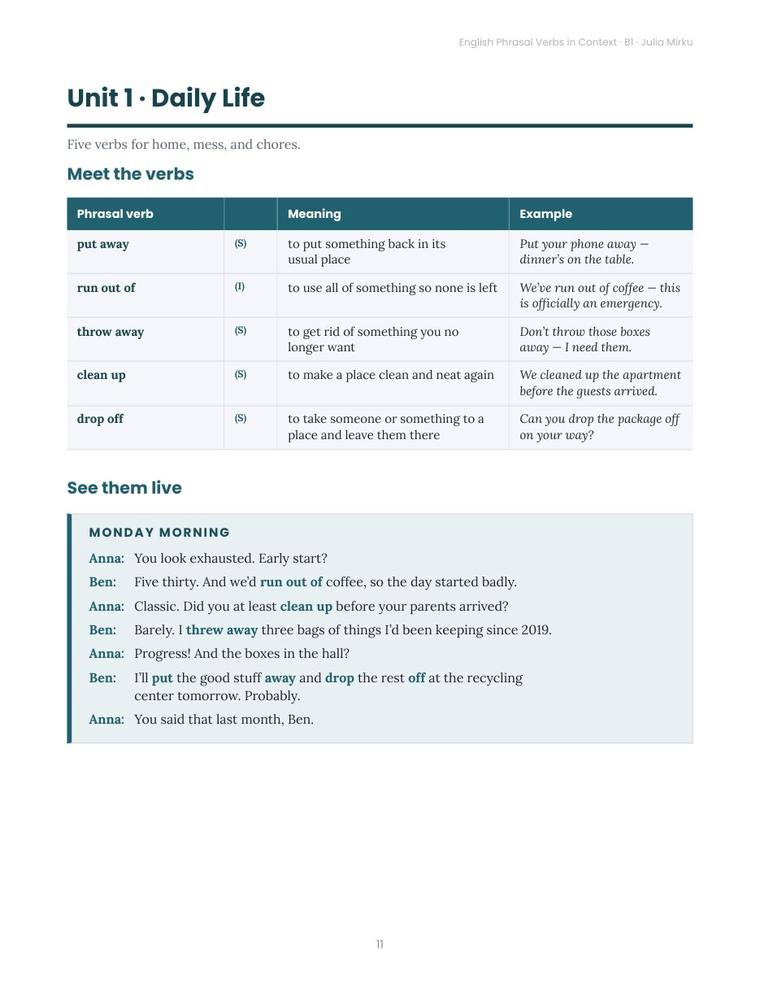 English Phrasal Verbs in Context · B1 · Julia Mirku
Unit 1 · Daily Life
Five verbs for home, mess, and chores.
Meet the verbs
Phrasal verb Meaning Example
put away (S) to put something back in its usual place Put your phone away — dinner's on the table.
run out of (I) to use all of something so none is left We've run out of coffee — this is officially an emergency.
throw away (S) to get rid of something you no longer want Don't throw those boxes away — I need them.
clean up (S) to make a place clean and neat again We cleaned up the apartment before the guests arrived.
drop off (S) to take someone or something to a place and leave them there Can you drop the package off on your way?
See them live
MONDAY MORNING
Anna: You look exhausted. Early start?
Ben: Five thirty. And we'd run out of coffee, so the day started badly.
Anna: Classic. Did you at least clean up before your parents arrived?
Ben: Barely. I threw away three bags of things I'd been keeping since 2019.
Anna: Progress! And the boxes in the hall?
Ben: I'll put the good stuff away and drop the rest off at the recycling
center tomorrow. Probably.
Anna: You said that last month, Ben.
11